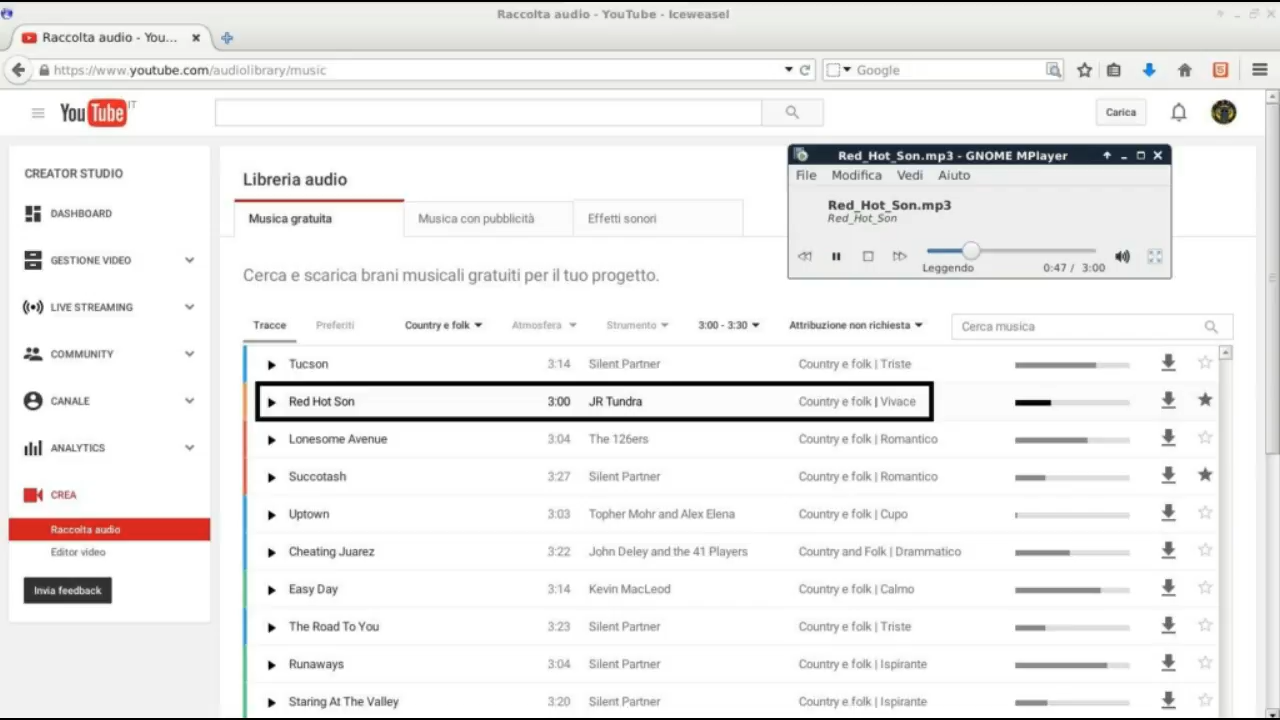 Raccolta audio - YouTube - Iceweasel
Raccolta audio - You...
https://www.youtube.com/audiolibrary/music
Google
YouTube IT
Carica
CREATOR STUDIO
DASHBOARD
GESTIONE VIDEO
LIVE STREAMING
COMMUNITY
CANALE
ANALYTICS
CREA
Raccolta audio
Editor video
Invia feedback
Libreria audio
Musica gratuita Musica con pubblicità Effetti sonori
Cerca e scarica brani musicali gratuiti per il tuo progetto.
Red_Hot_Son.mp3 - GNOME MPlayer
File Modifica Vedi Aiuto
Red_Hot_Son.mp3
Red_Hot_Son
Leggendo 0:47 / 3:00
Tracce Preferiti Country e folk Atmosfera Strumento 3:00 - 3:30 Attribuzione non richiesta Cerca musica
Tucson 3:14 Silent Partner Country e folk | Triste
Red Hot Son 3:00 JR Tundra Country e folk | Vivace
Lonesome Avenue 3:04 The 126ers Country e folk | Romantico
Succotash 3:27 Silent Partner Country e folk | Romantico
Uptown 3:03 Topher Mohr and Alex Elena Country e folk | Cupo
Cheating Juarez 3:22 John Deley and the 41 Players Country and Folk | Drammatico
Easy Day 3:14 Kevin MacLeod Country e folk | Calmo
The Road To You 3:23 Silent Partner Country e folk | Triste
Runaways 3:04 Silent Partner Country e folk | Ispirante
Staring At The Valley 3:20 Silent Partner Country e folk | Ispirante